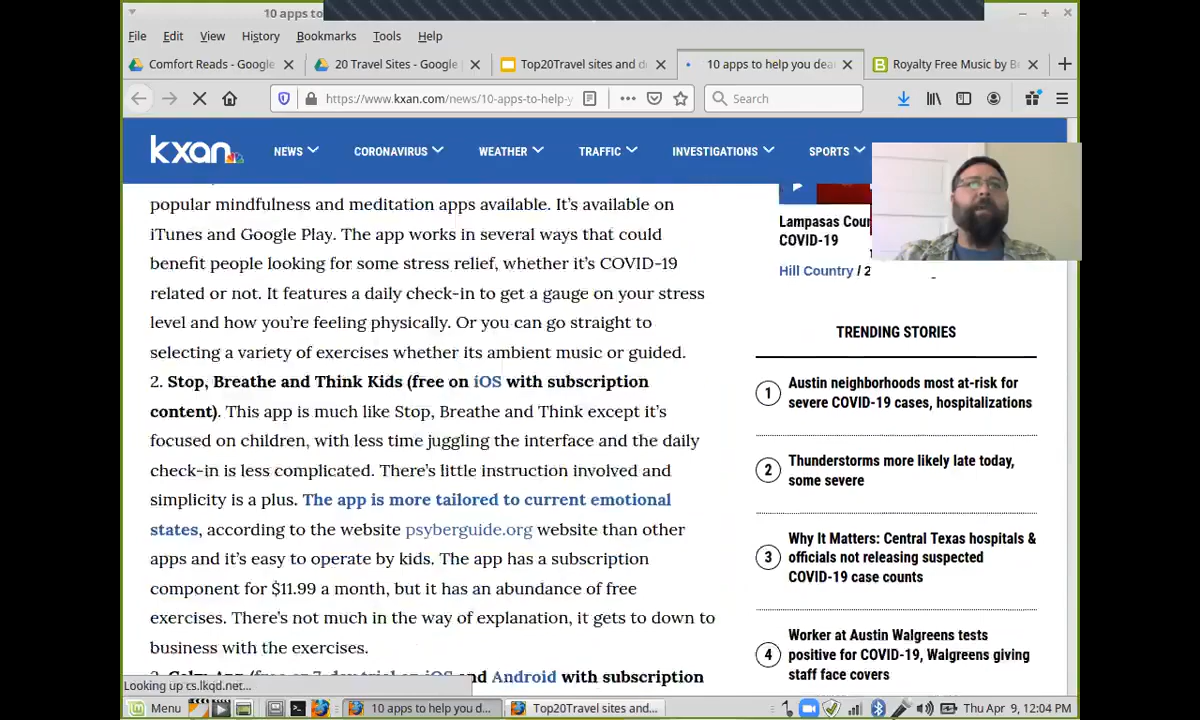 10 apps to
File Edit View History Bookmarks Tools Help
Comfort Reads - Google
20 Travel Sites - Google
Top20Travel sites and d
10 apps to help you dea
Royalty Free Music by B
https://www.kxan.com/news/10-apps-to-help-y
Search
kxan
NEWS
CORONAVIRUS
WEATHER
TRAFFIC
INVESTIGATIONS
SPORTS
popular mindfulness and meditation apps available. It's available on
iTunes and Google Play. The app works in several ways that could
benefit people looking for some stress relief, whether it's COVID-19
related or not. It features a daily check-in to get a gauge on your stress
level and how you're feeling physically. Or you can go straight to
selecting a variety of exercises whether its ambient music or guided.
2. Stop, Breathe and Think Kids (free on iOS with subscription
content). This app is much like Stop, Breathe and Think except it's
focused on children, with less time juggling the interface and the daily
check-in is less complicated. There's little instruction involved and
simplicity is a plus. The app is more tailored to current emotional
states, according to the website psyberguide.org website than other
apps and it's easy to operate by kids. The app has a subscription
component for $11.99 a month, but it has an abundance of free
exercises. There's not much in the way of explanation, it gets to down to
business with the exercises.
3. Calm App (free or 7-day trial on iOS and Android with subscription
Lampasas Coun
COVID-19
Hill Country / 2
TRENDING STORIES
1 Austin neighborhoods most at-risk for
severe COVID-19 cases, hospitalizations
2 Thunderstorms more likely late today,
some severe
3 Why It Matters: Central Texas hospitals &
officials not releasing suspected
COVID-19 case counts
4 Worker at Austin Walgreens tests
positive for COVID-19, Walgreens giving
staff face covers
Looking up cs.lkqd.net...
Menu
10 apps to help you d...
Top20Travel sites and...
Thu Apr 9, 12:04 PM